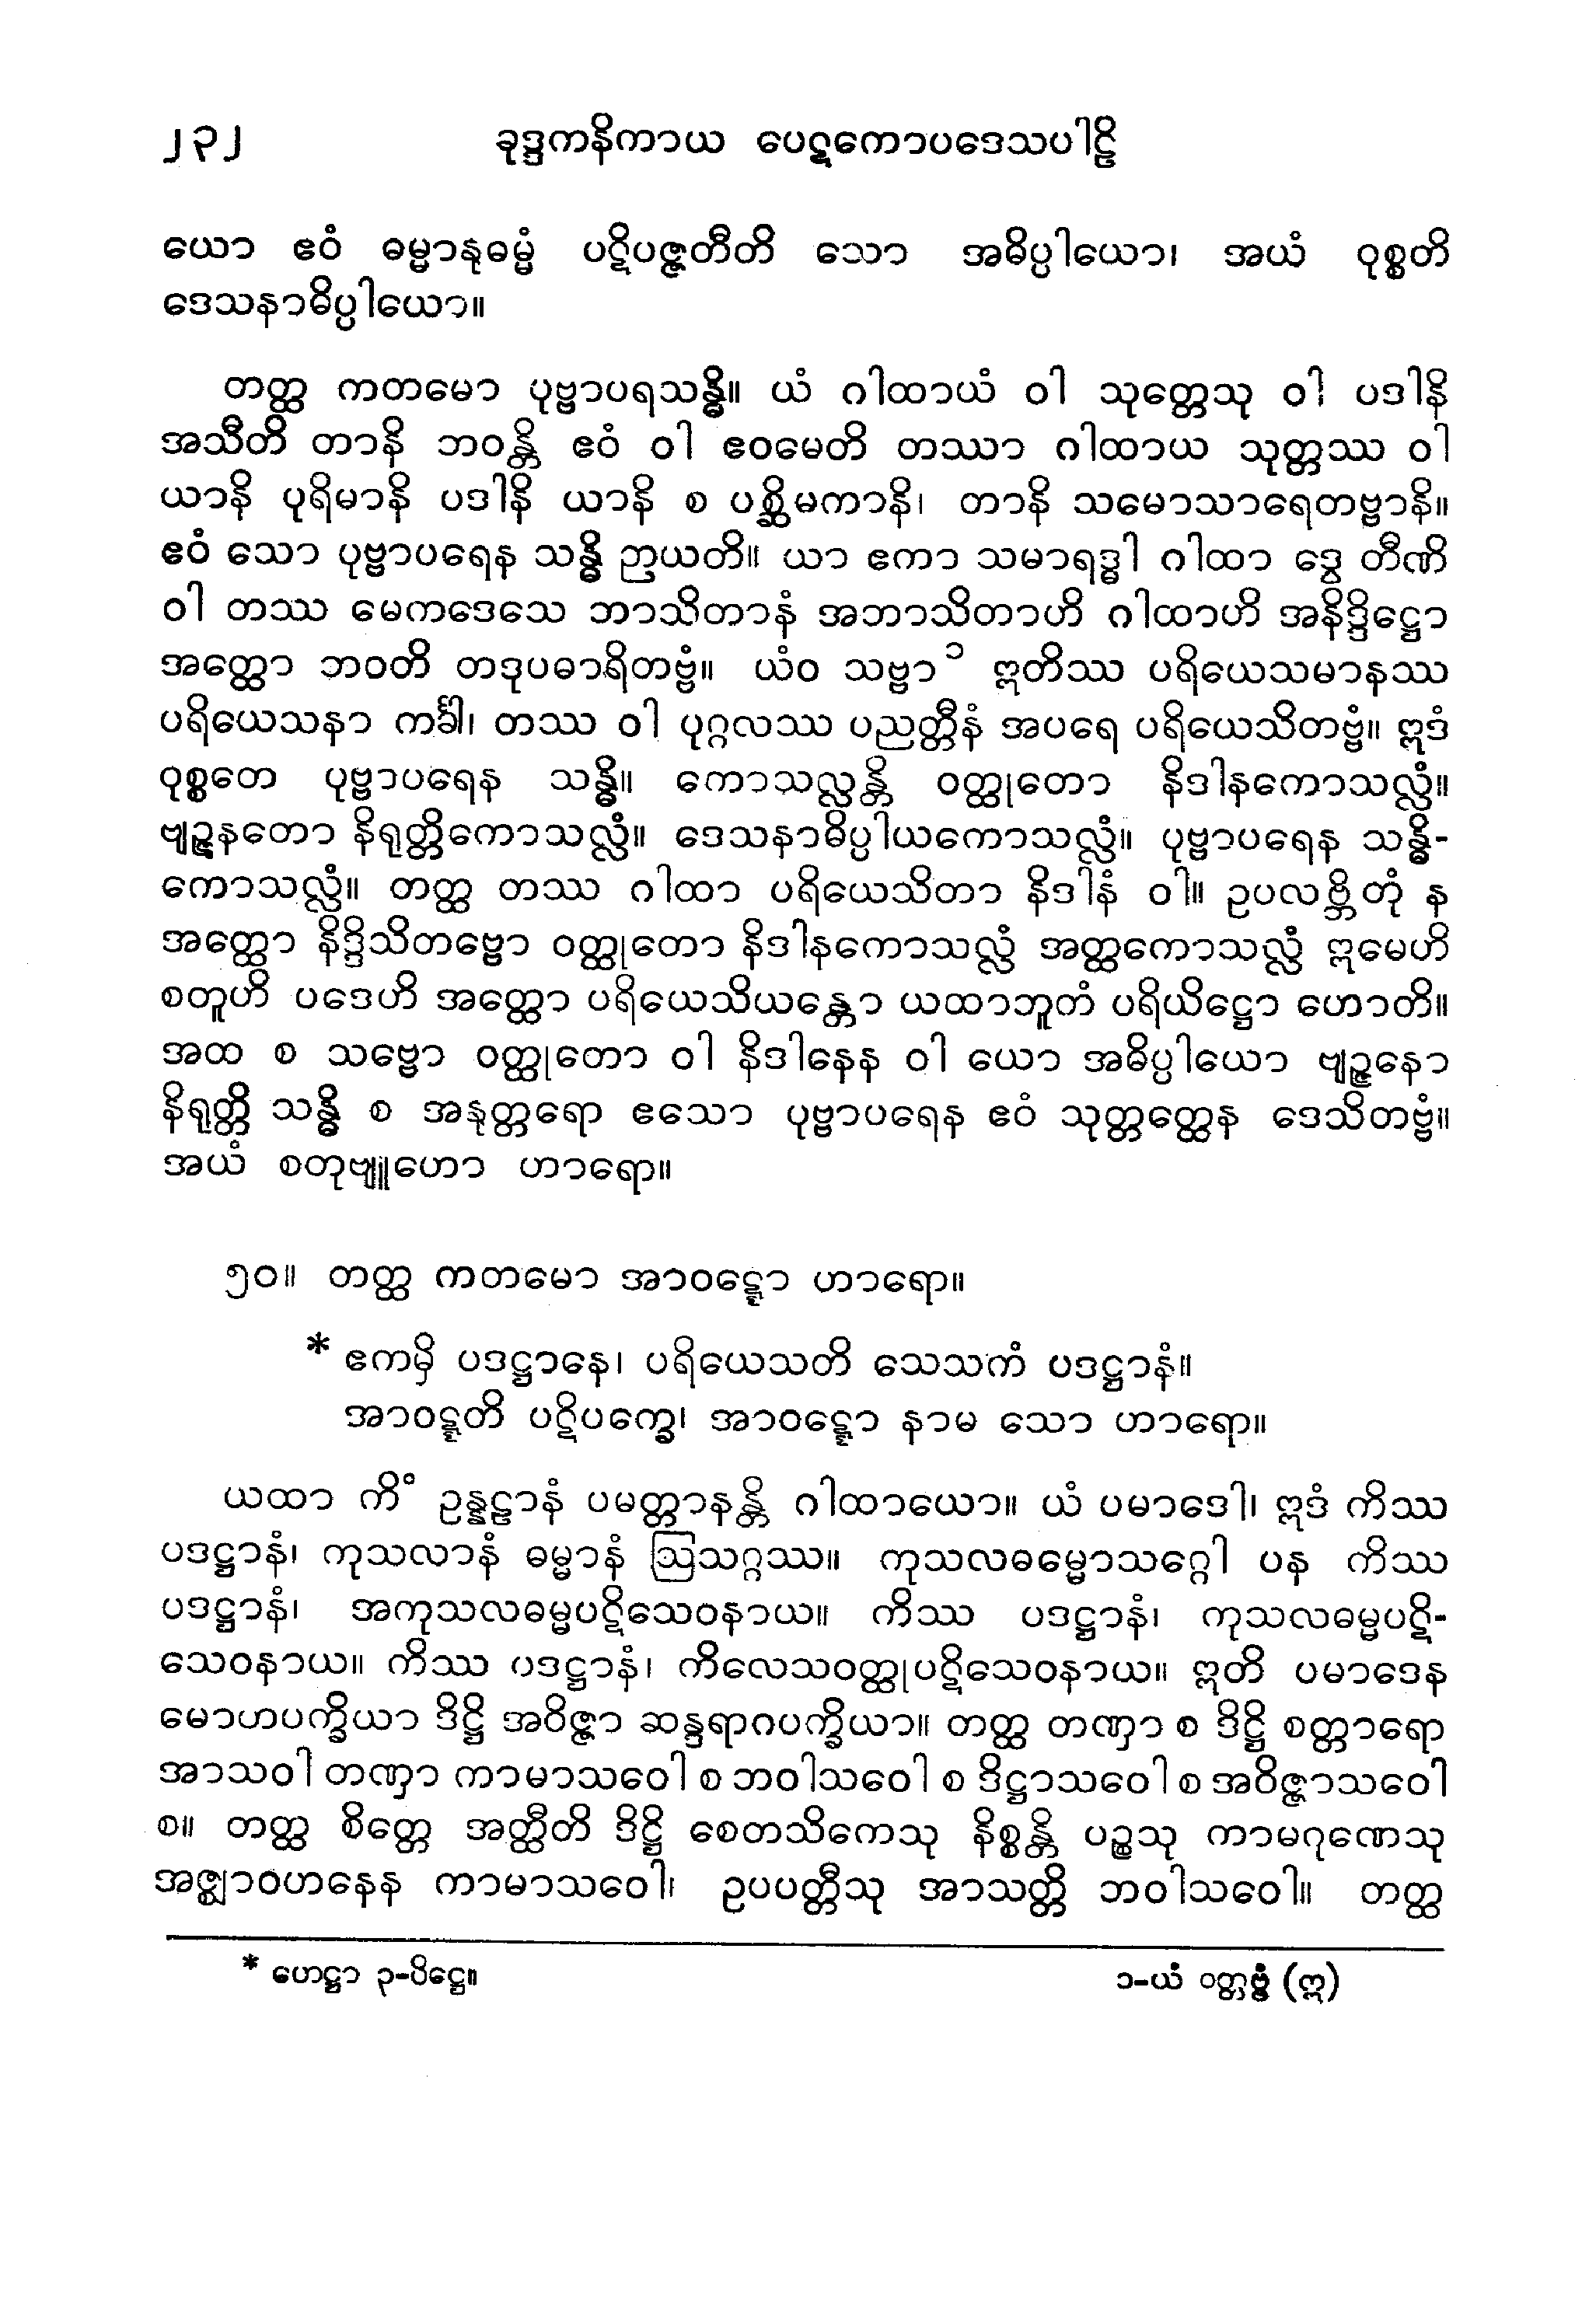 ၂၃၂ ခုဒ္ဒကနိကာယ ပေဋကောပဒေသပါဠိ
ယော ဧဝံ ဓမ္မာနုဓမ္မံ ပဋိပဇ္ဇတီတိ သော အဓိပ္ပါယော၊ အယံ ဝုစ္စတိ
ဒေသနာဓိပ္ပါယော။
တတ္ထ ကတမော ပုဗ္ဗာပရသန္ဓိ။ ယံ ဂါထာယံ ဝါ သုတ္တေသု ဝါ ပဒါနိ
အသီတိ တာနိ ဘဝန္တိ ဧဝံ ဝါ ဧဝမေတိ တဿာ ဂါထာယ သုတ္တဿ ဝါ
ယာနိ ပုရိမာနိ ပဒါနိ ယာနိ စ ပစ္ဆိမကာနိ၊ တာနိ သမောသာရေတဗ္ဗာနိ။
ဧဝံ သော ပုဗ္ဗာပရေန သန္ဓိ ဉာယတိ။ ယာ ဧကာ သမာရဒ္ဓါ ဂါထာ ဒွေ တီဏိ
ဝါ တဿ မေကဒေသေ ဘာသိတာနံ အဘာသိတာဟိ ဂါထာဟိ အနိဒ္ဒိဋ္ဌော
အတ္ထော ဘဝတိ တဒုပဓာရိတဗ္ဗံ။ ယံဝ သဗ္ဗာ ၁ ဣတိဿ ပရိယေသမာနဿ
ပရိယေသနာ ကင်္ခါ၊ တဿ ဝါ ပုဂ္ဂလဿ ပညတ္တီနံ အပရေ ပရိယေသိတဗ္ဗံ။ ဣဒံ
ဝုစ္စတေ ပုဗ္ဗာပရေန သန္ဓိ။ ကောသလ္လန္တိ ဝတ္ထုတော နိဒါနကောသလ္လံ။
ဗျဉ္ဇနတော နိရုတ္တိကောသလ္လံ။ ဒေသနာဓိပ္ပါယကောသလ္လံ။ ပုဗ္ဗာပရေန သန္ဓိ-
ကောသလ္လံ။ တတ္ထ တဿ ဂါထာ ပရိယေသိတာ နိဒါနံ ဝါ။ ဥပလဗ္ဘိတုံ န
အတ္ထော နိဒ္ဒိသိတဗ္ဗော ဝတ္ထုတော နိဒါနကောသလ္လံ အတ္ထကောသလ္လံ ဣမေဟိ
စတူဟိ ပဒေဟိ အတ္ထော ပရိယေသိယန္တော ယထာဘူကံ ပရိယိဋ္ဌော ဟောတိ။
အထ စ သဗ္ဗော ဝတ္ထုတော ဝါ နိဒါနေန ဝါ ယော အဓိပ္ပါယော ဗျဉ္ဇနော
နိရုတ္တိ သန္ဓိ စ အနုတ္တရော ဧသော ပုဗ္ဗာပရေန ဧဝံ သုတ္တတ္ထေန ဒေသိတဗ္ဗံ။
အယံ စတုဗျူဟော ဟာရော။
၅၀။ တတ္ထ ကတမော အာဝဋ္ဋော ဟာရော။
* ဧကမှိ ပဒဋ္ဌာနေ၊ ပရိယေသတိ သေသကံ ပဒဋ္ဌာနံ။
အာဝဋ္ဋတိ ပဋိပက္ခေ၊ အာဝဋ္ဋော နာမ သော ဟာရော။
ယထာ ကိံ ဥန္နဠာနံ ပမတ္တာနန္တိ ဂါထာယော။ ယံ ပမာဒေါ၊ ဣဒံ ကိဿ
ပဒဋ္ဌာနံ၊ ကုသလာနံ ဓမ္မာနံ ဩသဂ္ဂဿ။ ကုသလဓမ္မောသဂ္ဂေါ ပန ကိဿ
ပဒဋ္ဌာနံ၊ အကုသလဓမ္မပဋိသေဝနာယ။ ကိဿ ပဒဋ္ဌာနံ၊ ကုသလဓမ္မပဋိ-
သေဝနာယ။ ကိဿ ပဒဋ္ဌာနံ၊ ကိလေသဝတ္ထုပဋိသေဝနာယ။ ဣတိ ပမာဒေန
မောဟပက္ခိယာ ဒိဋ္ဌိ အဝိဇ္ဇာ ဆန္ဒရာဂပက္ခိယာ။ တတ္ထ တဏှာ စ ဒိဋ္ဌိ စတ္တာရော
အာသဝါ တဏှာ ကာမာသဝေါ စ ဘဝါသဝေါ စ ဒိဋ္ဌာသဝေါ စ အဝိဇ္ဇာသဝေါ
စ။ တတ္ထ စိတ္တေ အတ္ထီတိ ဒိဋ္ဌိ စေတသိကေသု နိစ္စန္တိ ပဉ္စသု ကာမဂုဏေသု
အဇ္ဈာဝဟနေန ကာမာသဝေါ၊ ဥပပတ္တီသု အာသတ္တိ ဘဝါသဝေါ။ တတ္ထ
* ဟေဋ္ဌာ ၃-ပိဋ္ဌေ။ ၁-ယံ ဝတ္တဗ္ဗံ (ဣ)